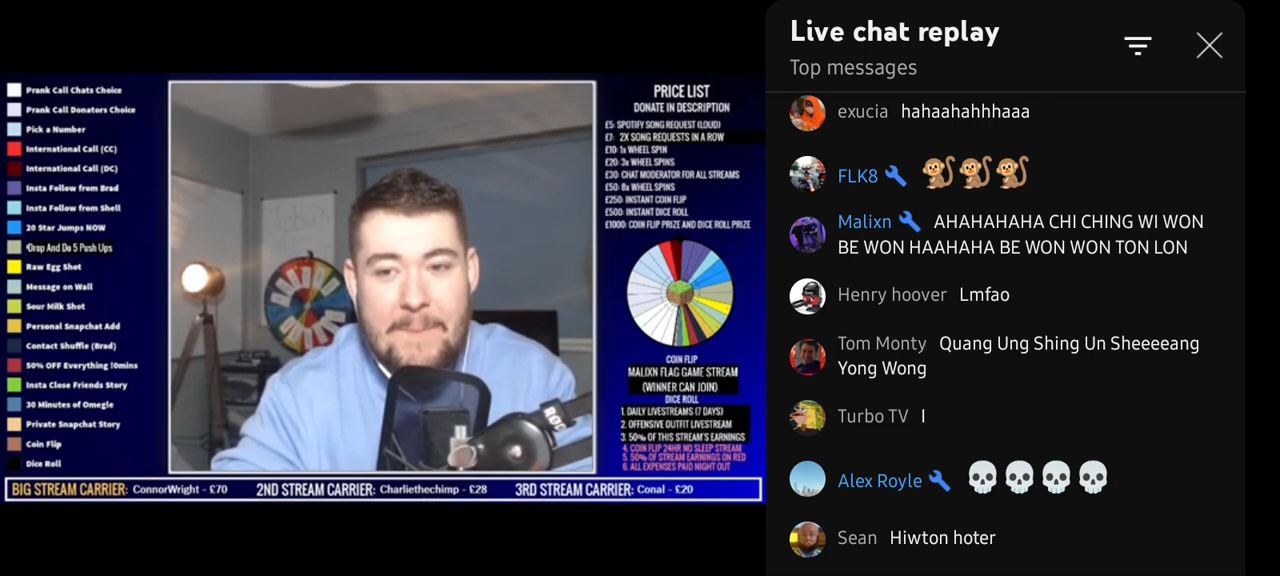 Prank Call Chats Choice
Prank Call Donators Choice
Pick a Number
International Call (CC)
International Call (DC)
Insta Follow from Brad
Insta Follow from Shell
20 Star Jumps NOW
Drop And Do 5 Push Ups
Raw Egg Shot
Message on Wall
Sour Milk Shot
Personal Snapchat Add
Contact Shuffle (Brad)
50% OFF Everything 10mins
Insta Close Friends Story
30 Minutes of Omegle
Private Snapchat Story
Coin Flip
Dice Roll
PRICE LIST
DONATE IN DESCRIPTION
£5: SPOTIFY SONG REQUEST (LOUD)
£7: 2X SONG REQUESTS IN A ROW
£10: 1x WHEEL SPIN
£20: 3x WHEEL SPINS
£30: CHAT MODERATOR FOR ALL STREAMS
£50: 8x WHEEL SPINS
£250: INSTANT COIN FLIP
£500: INSTANT DICE ROLL
£1000: COIN FLIP PRIZE AND DICE ROLL PRIZE
COIN FLIP
MALIXN FLAG GAME STREAM
(WINNER CAN JOIN)
DICE ROLL
1. DAILY LIVESTREAMS (7 DAYS)
2. OFFENSIVE OUTFIT LIVESTREAM
3. 50% OF THIS STREAM'S EARNINGS
4. COIN FLIP 24HR NO SLEEP STREAM
5. 50% OF STREAM EARNINGS ON RED
6. ALL EXPENSES PAID NIGHT OUT
BIG STREAM CARRIER: ConnorWright - £70 2ND STREAM CARRIER: Charliethechimp - £28 3RD STREAM CARRIER: Conal - £20
Live chat replay
Top messages
exucia hahaahahhhaaa
FLK8 🐒🐒🐒
Malixn AHAHAHAHA CHI CHING WI WON
BE WON HAAHAHA BE WON WON TON LON
Henry hoover Lmfao
Tom Monty Quang Ung Shing Un Sheeeeang
Yong Wong
Turbo TV I
Alex Royle 💀💀💀💀
Sean Hiwton hoter